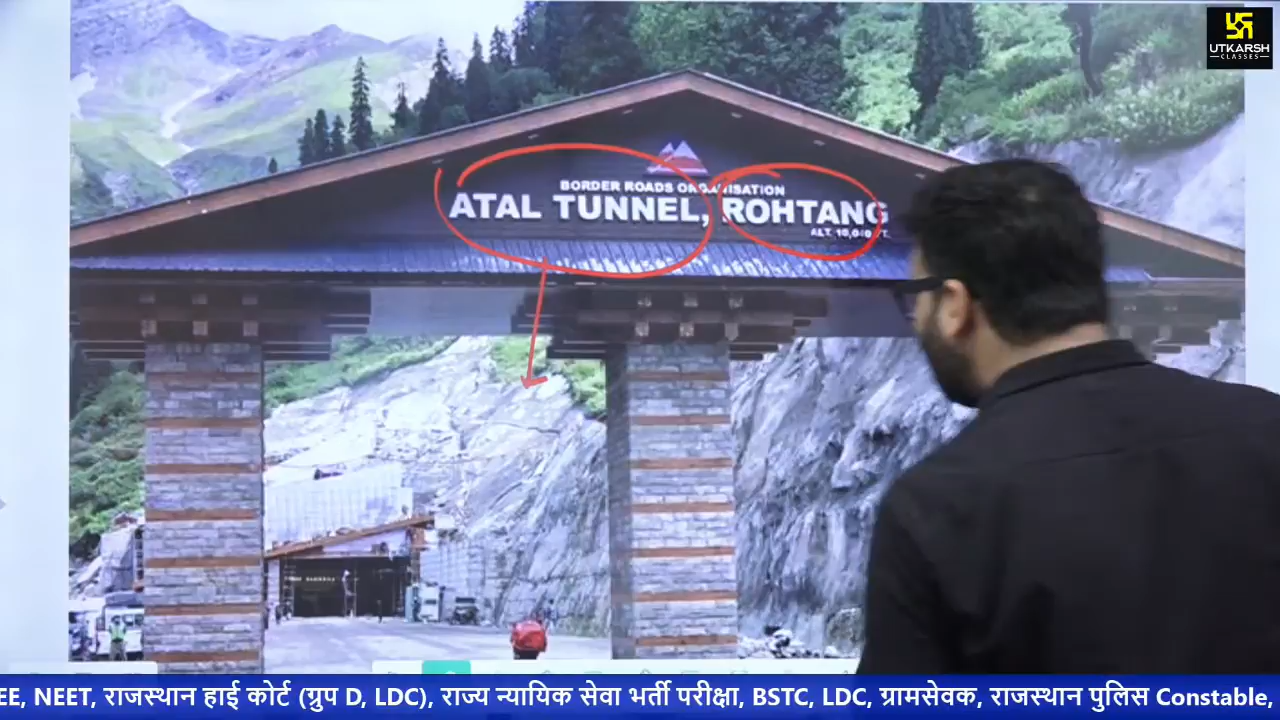 UTKARSH
CLASSES
BORDER ROADS ORGANISATION
ATAL TUNNEL, ROHTANG
EE, NEET, राजस्थान हाई कोर्ट (ग्रुप D, LDC), राज्य न्यायिक सेवा भर्ती परीक्षा, BSTC, LDC, ग्रामसेवक, राजस्थान पुलिस Constable,